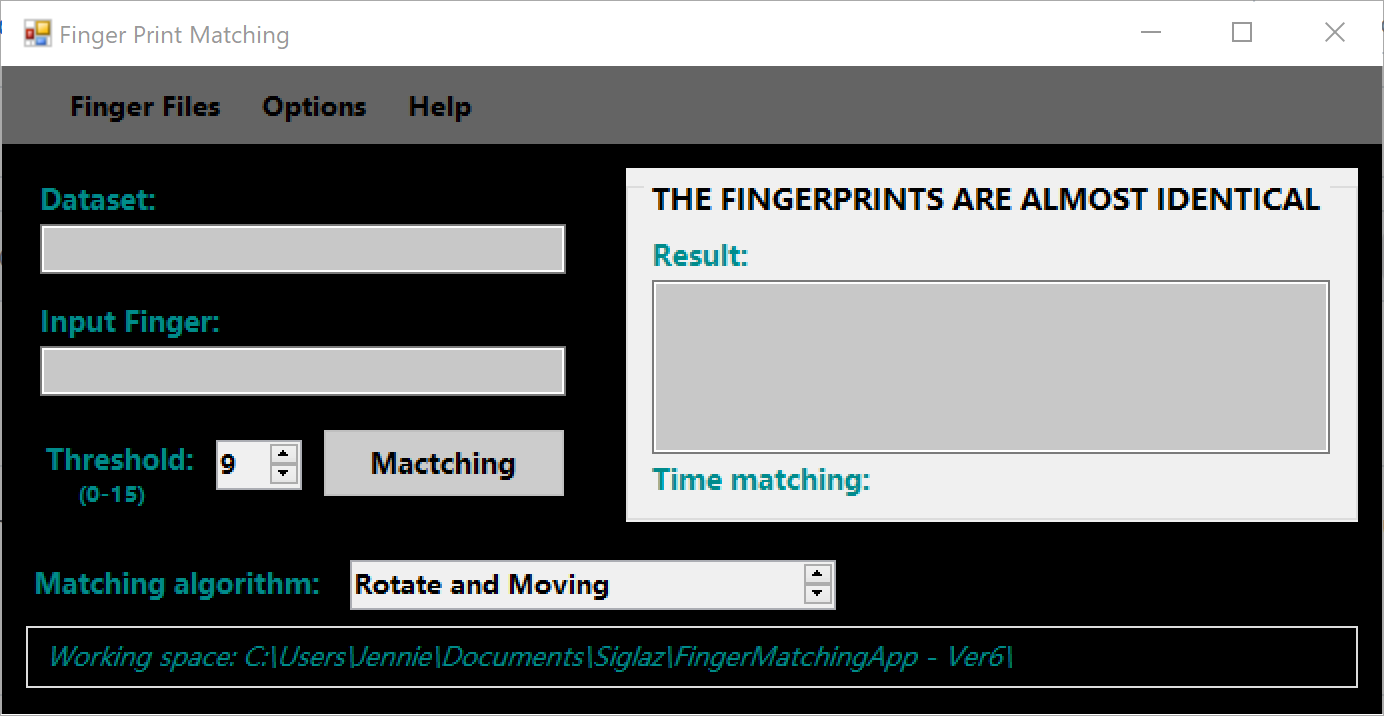 Finger Print Matching
Finger Files Options Help
Dataset:
Input Finger:
Threshold:
(0-15)
9
Mactching
THE FINGERPRINTS ARE ALMOST IDENTICAL
Result:
Time matching:
Matching algorithm:
Rotate and Moving
Working space: C:\Users\Jennie\Documents\Siglaz\FingerMatchingApp - Ver6\